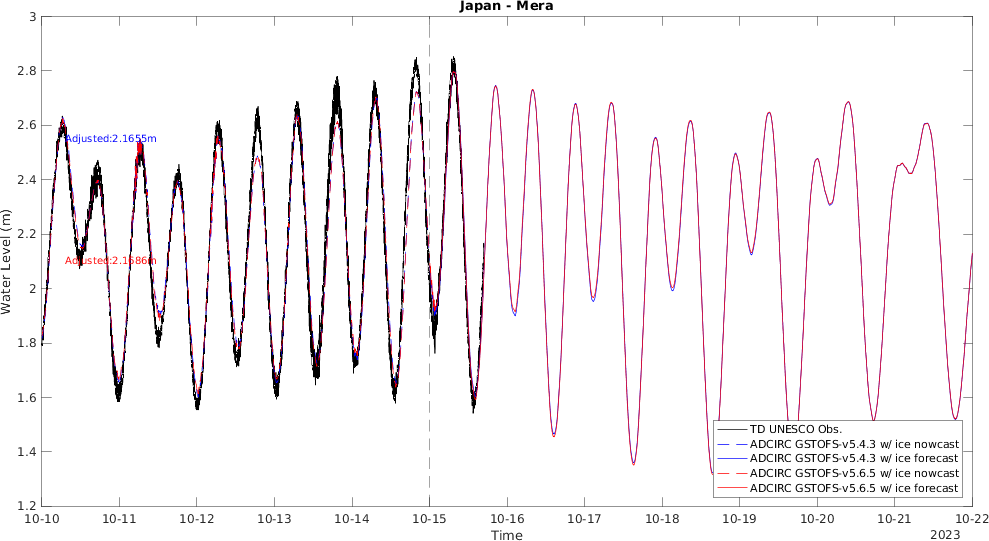 Japan - Mera
3
2.8
2.6
2.4
2.2
2
1.8
1.6
1.4
1.2
Water Level (m)
Adjusted:2.1655m
Adjusted:2.1686m
TD UNESCO Obs.
ADCIRC GSTOFS-v5.4.3 w/ ice nowcast
ADCIRC GSTOFS-v5.4.3 w/ ice forecast
ADCIRC GSTOFS-v5.6.5 w/ ice nowcast
ADCIRC GSTOFS-v5.6.5 w/ ice forecast
10-10 10-11 10-12 10-13 10-14 10-15 10-16 10-17 10-18 10-19 10-20 10-21 10-22
Time
2023